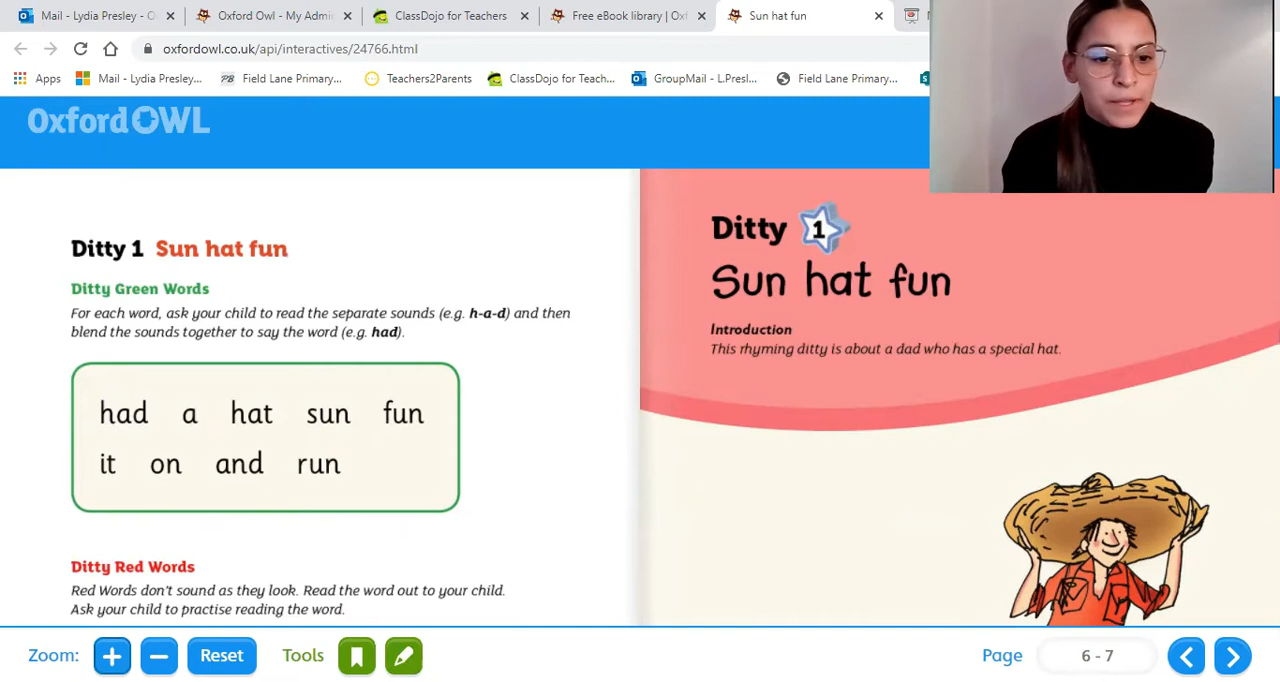 Mail - Lydia Presley - O
Oxford Owl - My Admi
ClassDojo for Teachers
Free eBook library | Oxf
Sun hat fun
oxfordowl.co.uk/api/interactives/24766.html
Apps
Mail - Lydia Presley...
Field Lane Primary...
Teachers2Parents
ClassDojo for Teach...
GroupMail - L.Presl...
Field Lane Primary...
Oxford OWL
Ditty 1 Sun hat fun
Ditty Green Words
For each word, ask your child to read the separate sounds (e.g. h-a-d) and then
blend the sounds together to say the word (e.g. had).
had a hat sun fun
it on and run
Ditty Red Words
Red Words don't sound as they look. Read the word out to your child.
Ask your child to practise reading the word.
Ditty 1
Sun hat fun
Introduction
This rhyming ditty is about a dad who has a special hat.
Zoom: + − Reset Tools Page 6 - 7